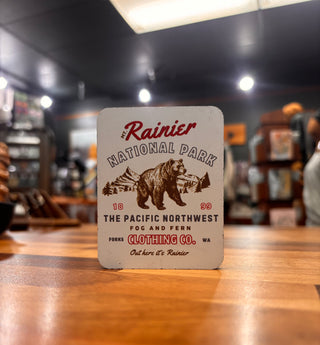 MT. Rainier
NATIONAL PARK
18 99
THE PACIFIC NORTHWEST
FOG AND FERN
FORKS CLOTHING CO. WA
Out here it's Rainier